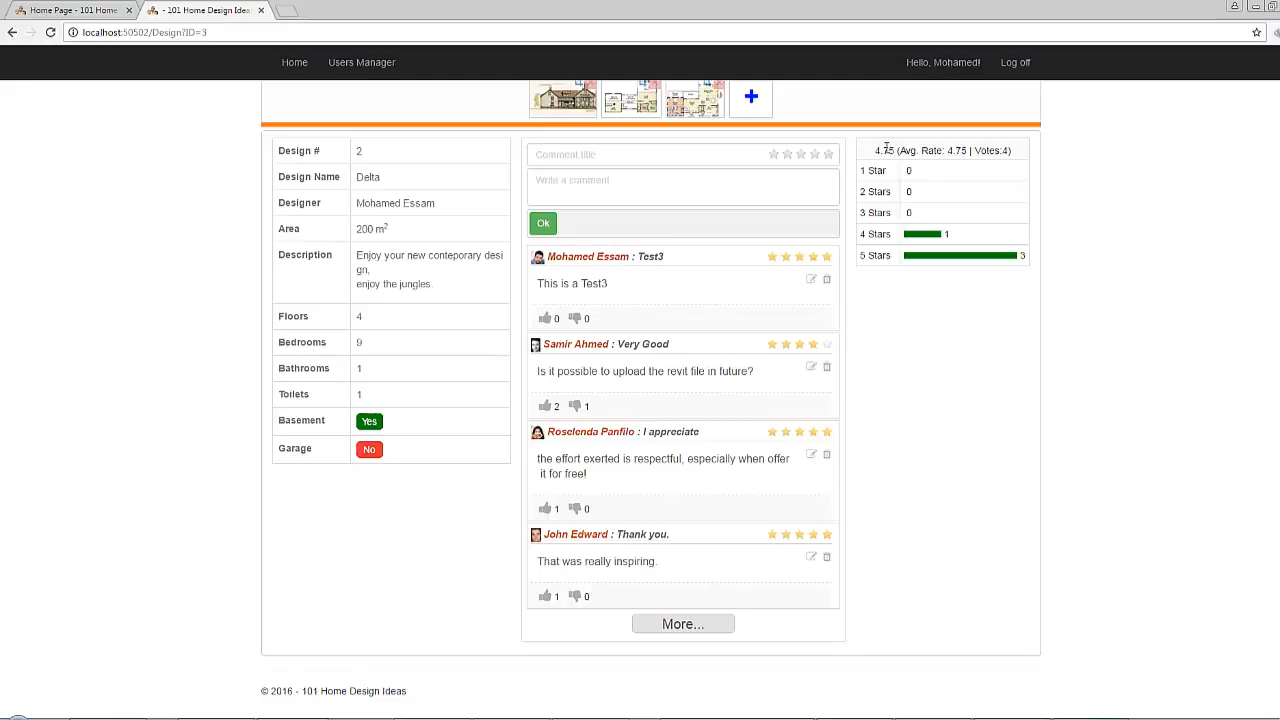 Home Page - 101 Home
- 101 Home Design Idea
localhost:50502/Design?ID=3
Home Users Manager Hello, Mohamed! Log off
Design # 2
Design Name Delta
Designer Mohamed Essam
Area 200 m²
Description Enjoy your new conteporary desi
gn,
enjoy the jungles.
Floors 4
Bedrooms 9
Bathrooms 1
Toilets 1
Basement Yes
Garage No
Comment title
Write a comment
Ok
Mohamed Essam : Test3
This is a Test3
0 0
Samir Ahmed : Very Good
Is it possible to upload the revit file in future?
2 1
Roselenda Panfilo : I appreciate
the effort exerted is respectful, especially when offer
it for free!
1 0
John Edward : Thank you.
That was really inspiring.
1 0
More...
4.75 (Avg. Rate: 4.75 | Votes:4)
1 Star 0
2 Stars 0
3 Stars 0
4 Stars 1
5 Stars 3
© 2016 - 101 Home Design Ideas